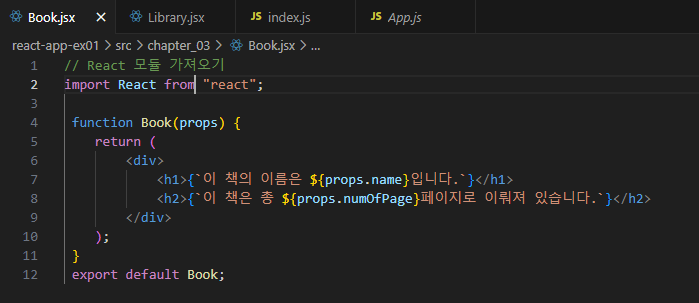 Book.jsx Library.jsx JS index.js JS App.js
react-app-ex01 > src > chapter_03 > Book.jsx > ...
1 // React 모듈 가져오기
2 import React from "react";
3
4 function Book(props) {
5 return (
6 <div>
7 <h1>{`이 책의 이름은 ${props.name}입니다.`}</h1>
8 <h2>{`이 책은 총 ${props.numOfPage}페이지로 이뤄져 있습니다.`}</h2>
9 </div>
10 );
11 }
12 export default Book;